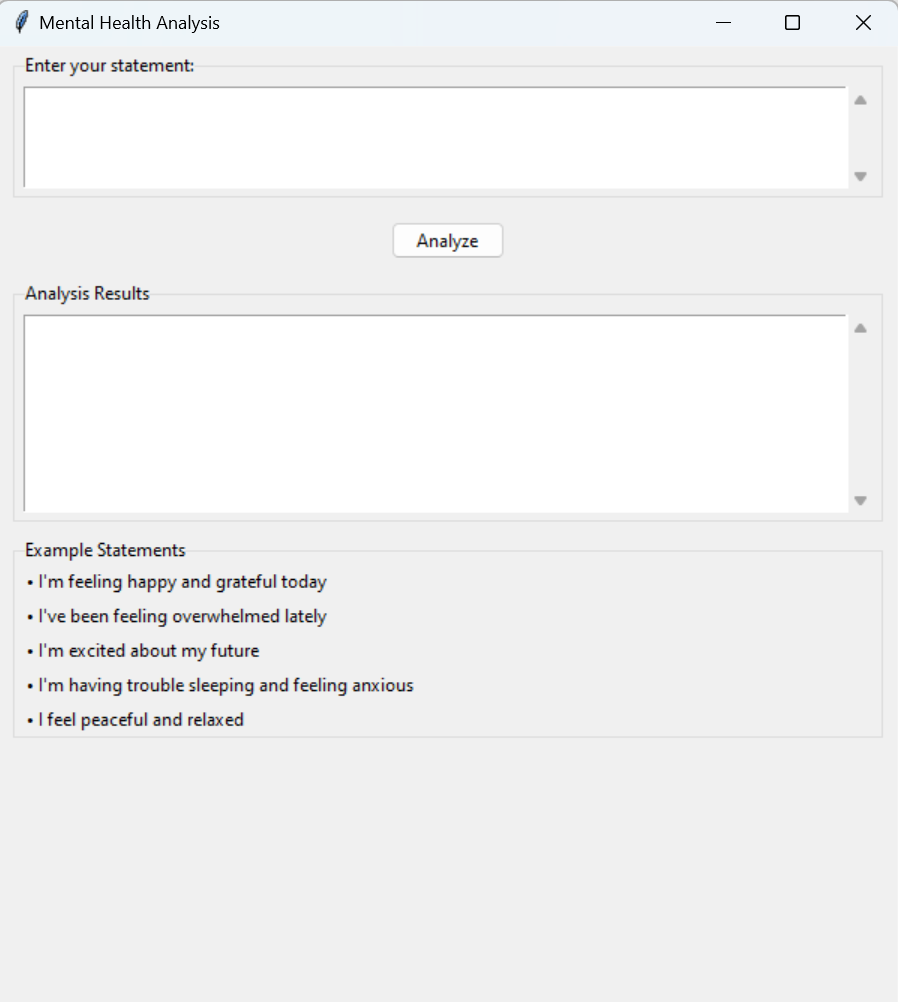 Mental Health Analysis
Enter your statement:
Analyze
Analysis Results
Example Statements
• I'm feeling happy and grateful today
• I've been feeling overwhelmed lately
• I'm excited about my future
• I'm having trouble sleeping and feeling anxious
• I feel peaceful and relaxed